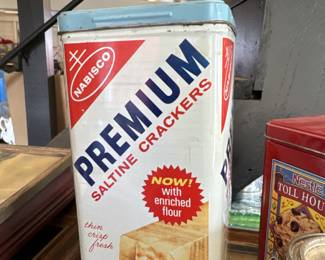 NABISCO
PREMIUM
SALTINE CRACKERS
NOW!
with
enriched
flour
thin
crisp
fresh
Nestlé
TOLL HOU